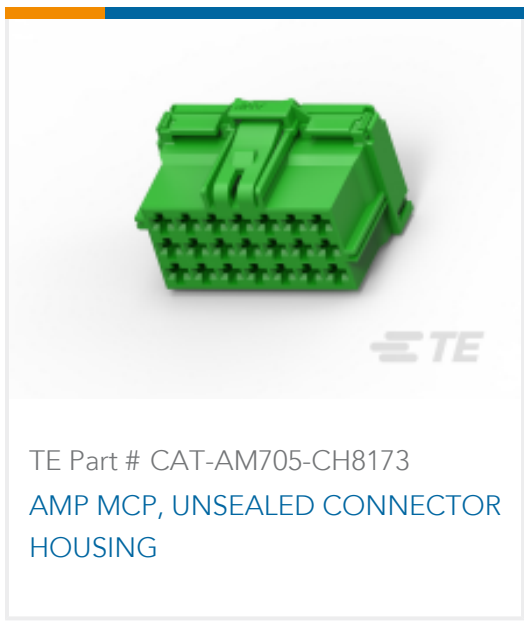 TE
TE Part # CAT-AM705-CH8173
AMP MCP, UNSEALED CONNECTOR
HOUSING